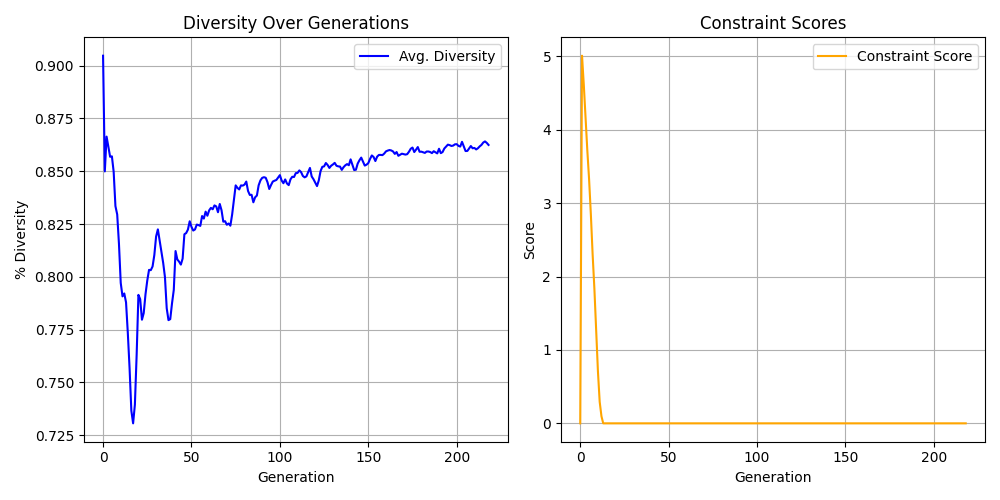 Diversity Over Generations
Avg. Diversity
% Diversity
0.900
0.875
0.850
0.825
0.800
0.775
0.750
0.725
0 50 100 150 200
Generation
Constraint Scores
Constraint Score
Score
5
4
3
2
1
0
0 50 100 150 200
Generation